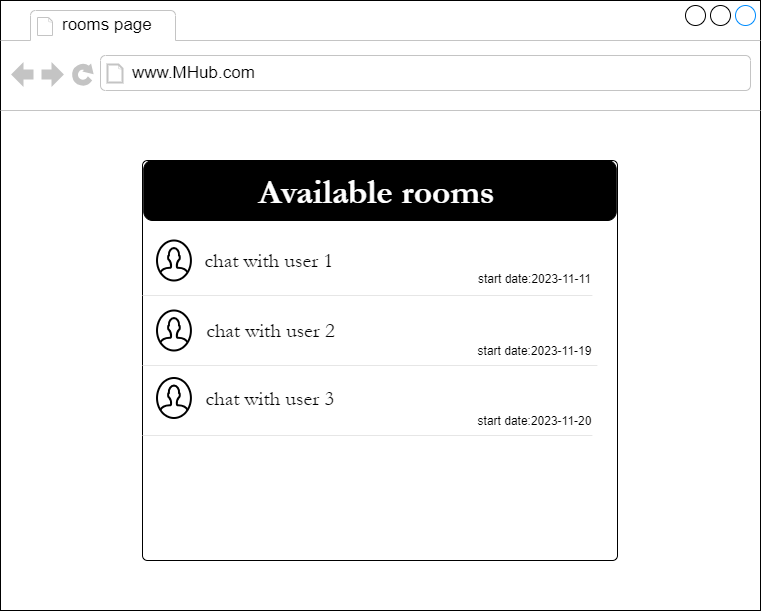 rooms page
www.MHub.com
Available rooms
chat with user 1
start date:2023-11-11
chat with user 2
start date:2023-11-19
chat with user 3
start date:2023-11-20